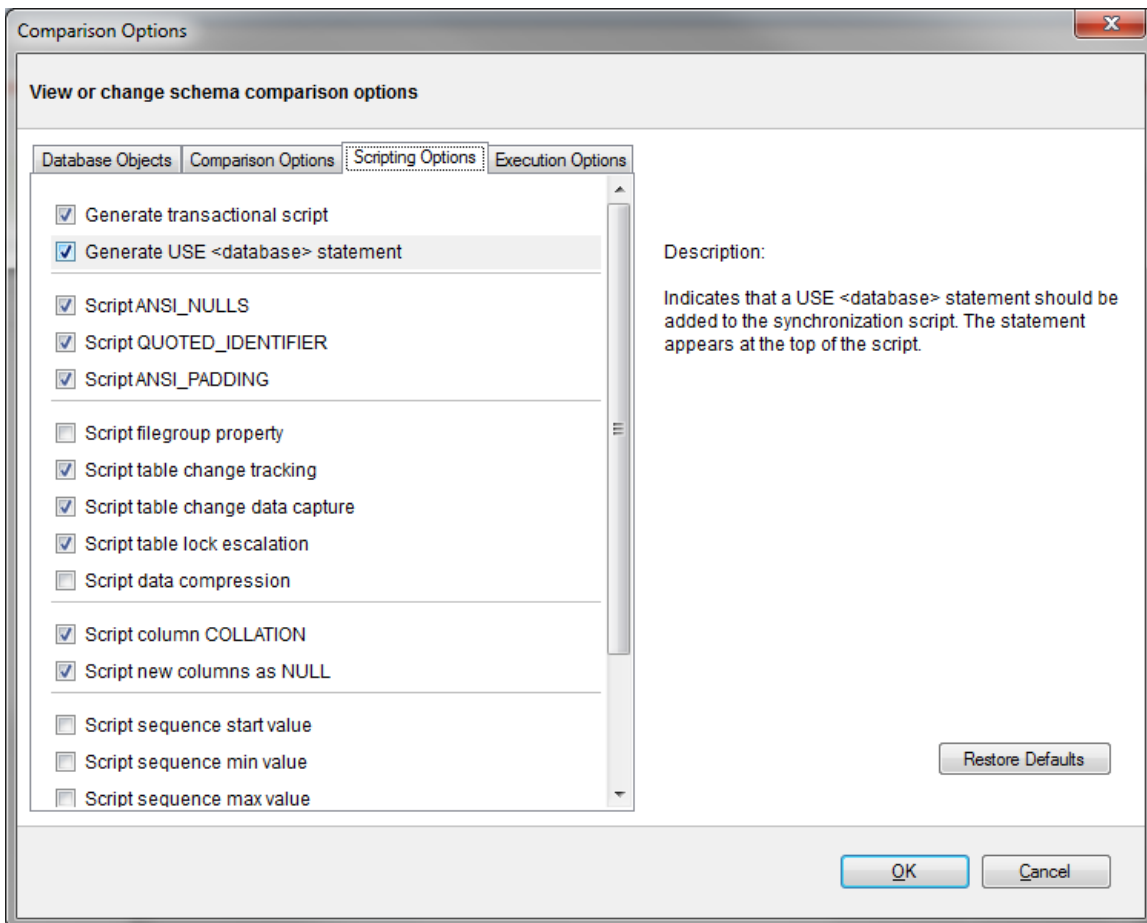 Comparison Options
View or change schema comparison options
Database Objects
Comparison Options
Scripting Options
Execution Options
Generate transactional script
Generate USE <database> statement
Script ANSI_NULLS
Script QUOTED_IDENTIFIER
Script ANSI_PADDING
Script filegroup property
Script table change tracking
Script table change data capture
Script table lock escalation
Script data compression
Script column COLLATION
Script new columns as NULL
Script sequence start value
Script sequence min value
Script sequence max value
Description:
Indicates that a USE <database> statement should be
added to the synchronization script. The statement
appears at the top of the script.
Restore Defaults
OK
Cancel